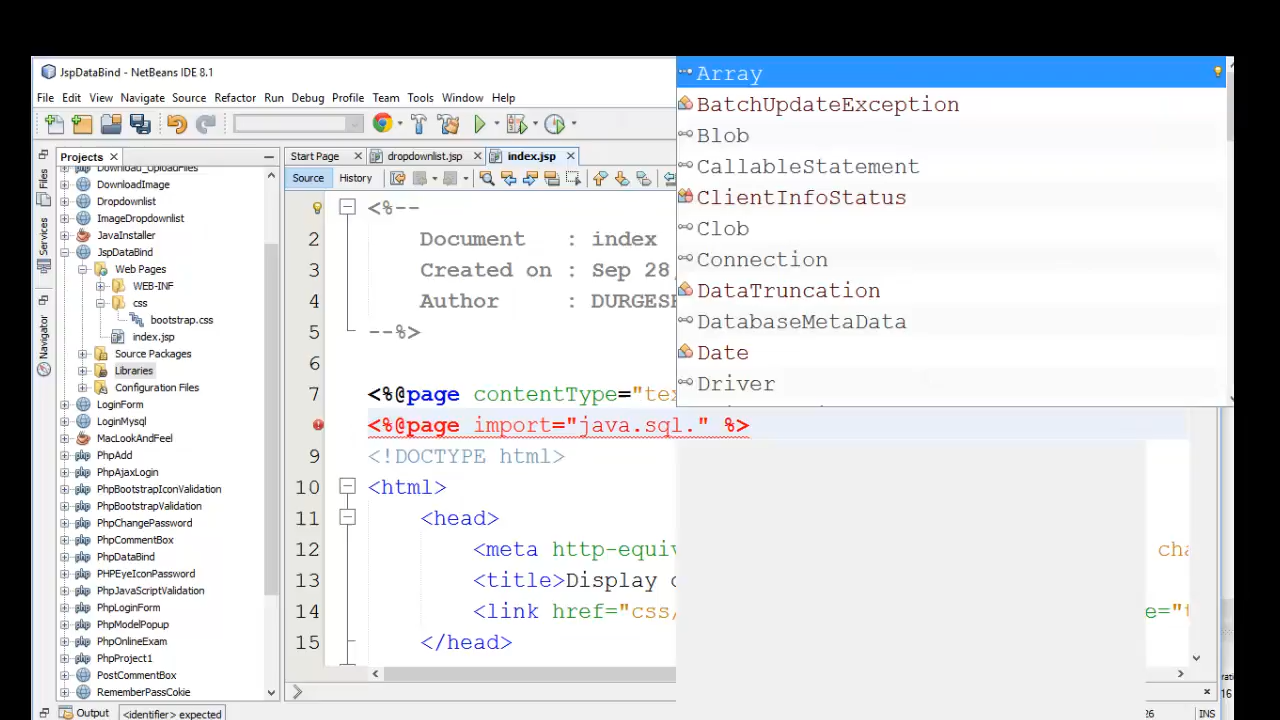 JspDataBind - NetBeans IDE 8.1
File Edit View Navigate Source Refactor Run Debug Profile Team Tools Window Help
Projects
Files
Services
Navigator
Download_UploadFiles
DownloadImage
Dropdownlist
ImageDropdownlist
JavaInstaller
JspDataBind
Web Pages
WEB-INF
css
bootstrap.css
index.jsp
Source Packages
Libraries
Configuration Files
LoginForm
LoginMysql
MacLookAndFeel
PhpAdd
PhpAjaxLogin
PhpBootstrapIconValidation
PhpBootstrapValidation
PhpChangePassword
PhpCommentBox
PhpDataBind
PHPEyeIconPassword
PhpJavaScriptValidation
PhpLoginForm
PhpModelPopup
PhpOnlineExam
PhpProject1
PostCommentBox
RememberPassCokie
Start Page dropdownlist.jsp index.jsp
Source History
<%--
2 Document : index
3 Created on : Sep 28,
4 Author : DURGESH
5 --%>
6
7 <%@page contentType="tex
<%@page import="java.sql." %>
9 <!DOCTYPE html>
10 <html>
11 <head>
12 <meta http-equiv cha
13 <title>Display
14 <link href="css/ e="t
15 </head>
Array
BatchUpdateException
Blob
CallableStatement
ClientInfoStatus
Clob
Connection
DataTruncation
DatabaseMetaData
Date
Driver
Output <identifier> expected
INS